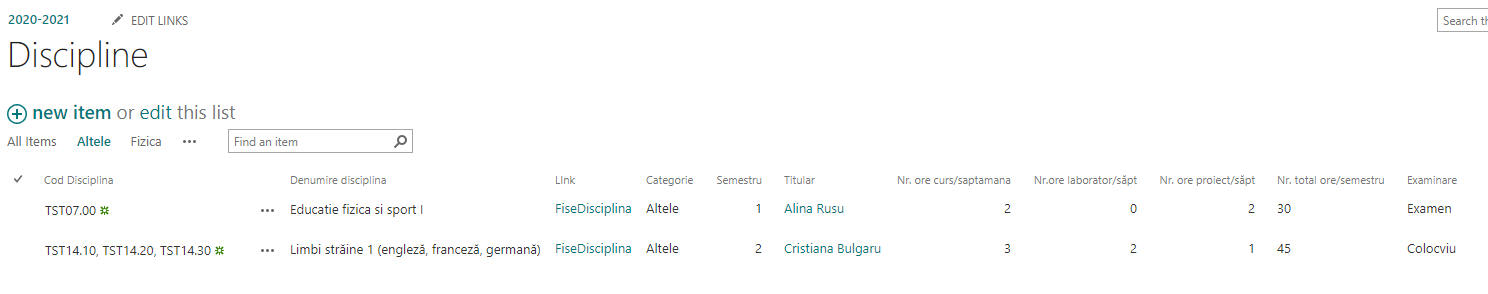 2020-2021 EDIT LINKS Search th
Discipline
new item or edit this list
All Items Altele Fizica ••• Find an item
Cod Disciplina Denumire disciplina Link Categorie Semestru Titular Nr. ore curs/saptamana Nr.ore laborator/săpt Nr. ore proiect/săpt Nr. total ore/semestru Examinare
TST07.00 ••• Educatie fizica si sport I FiseDisciplina Altele 1 Alina Rusu 2 0 2 30 Examen
TST14.10, TST14.20, TST14.30 ••• Limbi străine 1 (engleză, franceză, germană) FiseDisciplina Altele 2 Cristiana Bulgaru 3 2 1 45 Colocviu